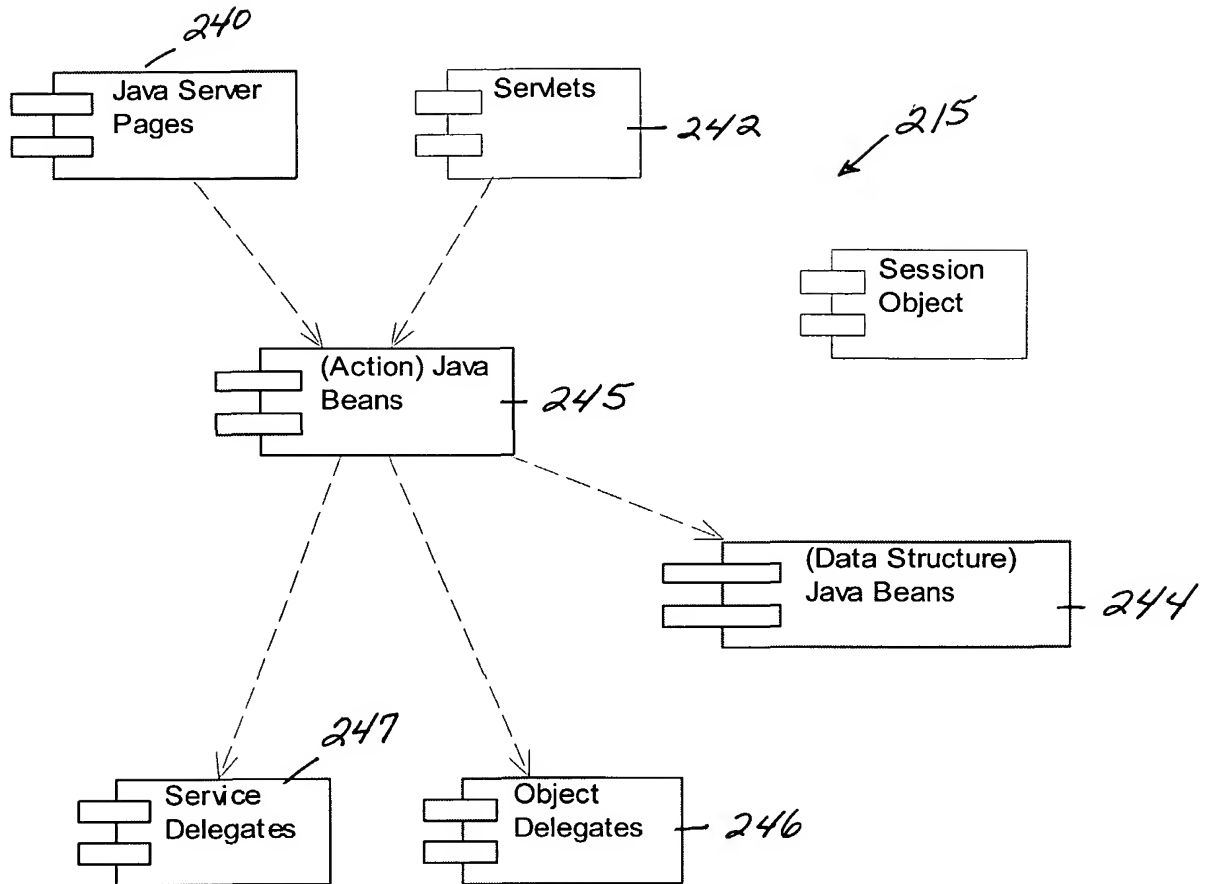 240
Java Server
Pages
Servlets
242
215
Session
Object
(Action) Java
Beans
245
(Data Structure)
Java Beans
244
247
Service
Delegates
Object
Delegates
246